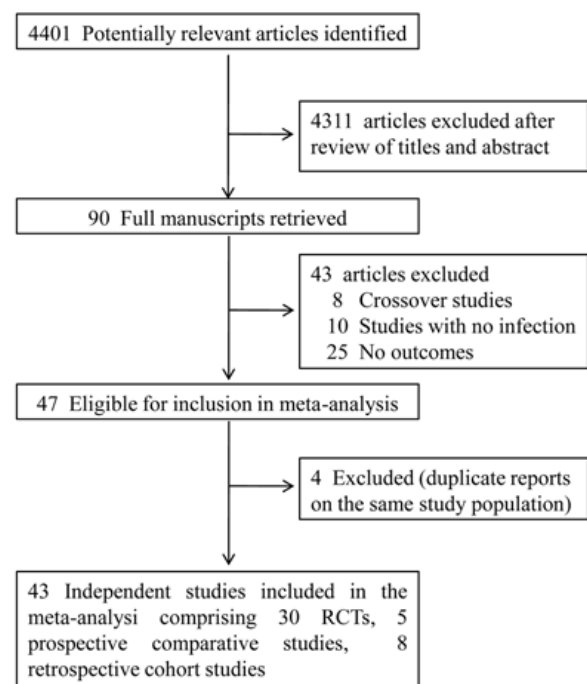 4401 Potentially relevant articles identified
4311 articles excluded after
review of titles and abstract
90 Full manuscripts retrieved
43 articles excluded
8 Crossover studies
10 Studies with no infection
25 No outcomes
47 Eligible for inclusion in meta-analysis
4 Excluded (duplicate reports
on the same study population)
43 Independent studies included in the
meta-analysi comprising 30 RCTs, 5
prospective comparative studies, 8
retrospective cohort studies